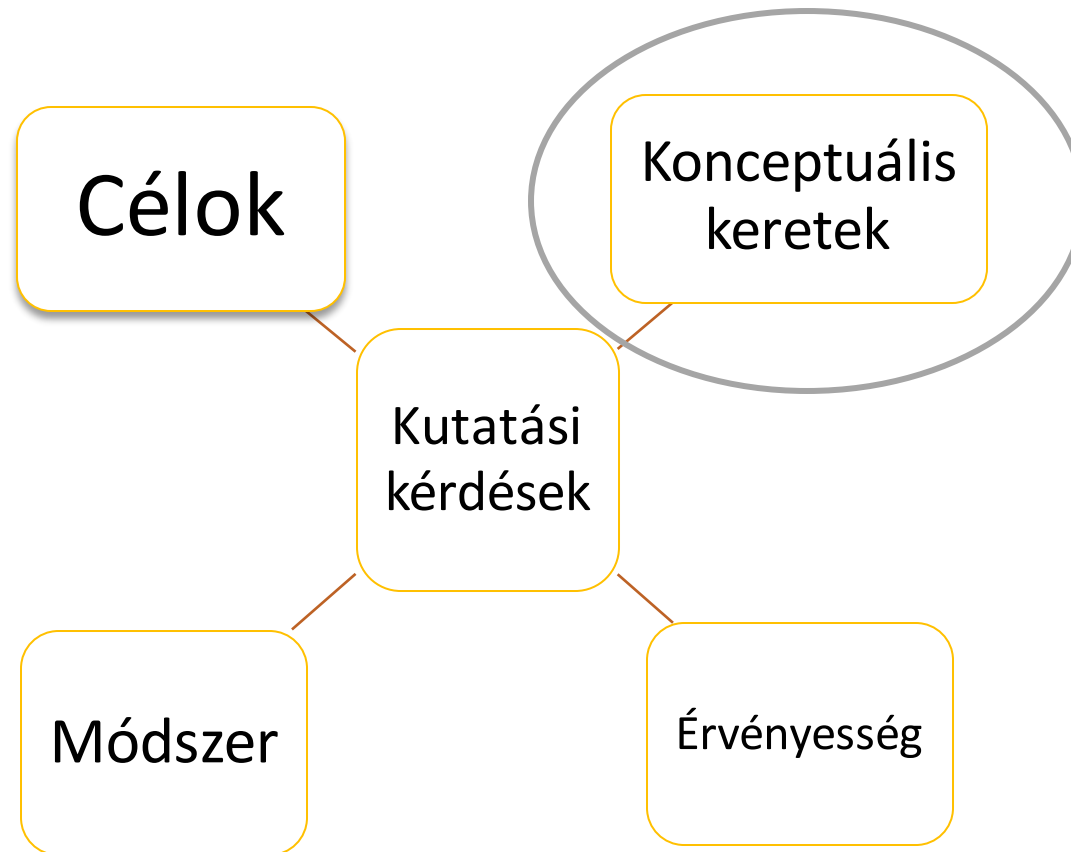 Célok
Konceptuális
keretek
Kutatási
kérdések
Módszer
Érvényesség